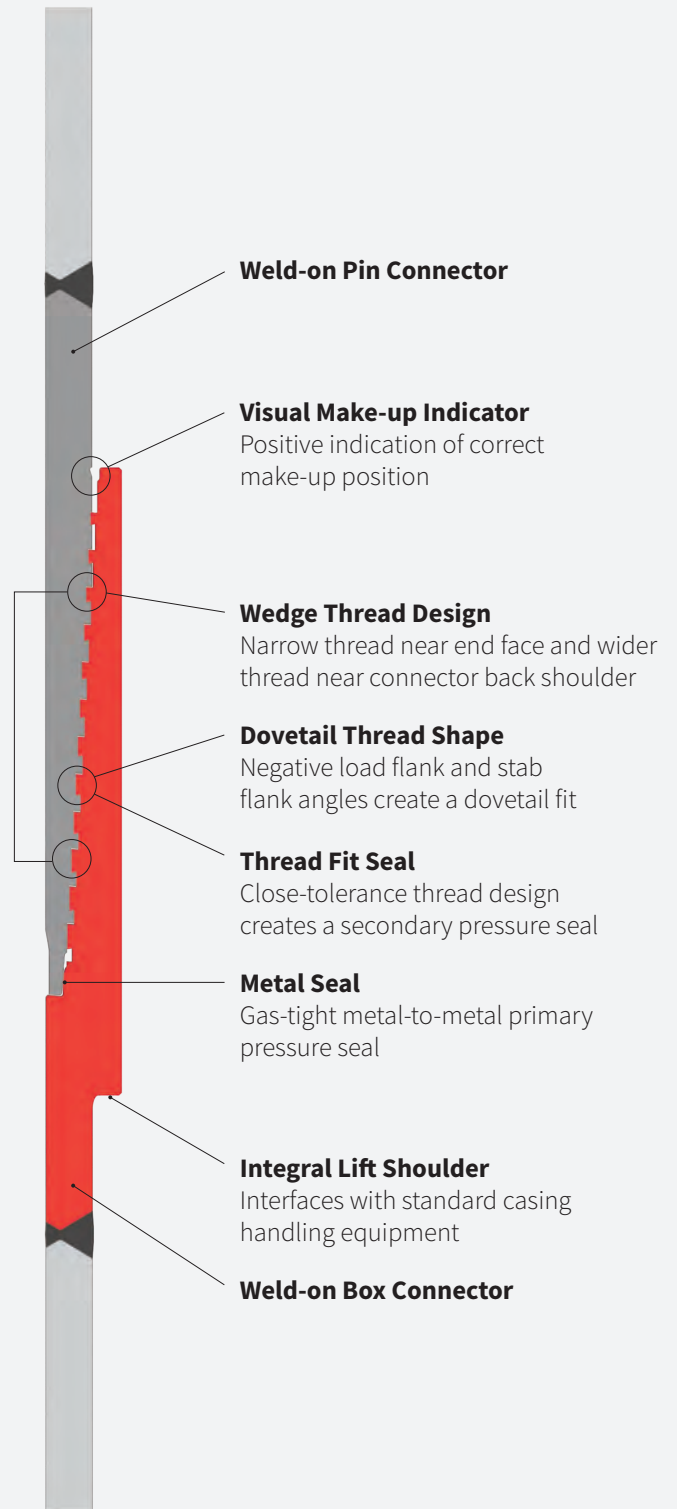 Weld-on Pin Connector
Visual Make-up Indicator
Positive indication of correct
make-up position
Wedge Thread Design
Narrow thread near end face and wider
thread near connector back shoulder
Dovetail Thread Shape
Negative load flank and stab
flank angles create a dovetail fit
Thread Fit Seal
Close-tolerance thread design
creates a secondary pressure seal
Metal Seal
Gas-tight metal-to-metal primary
pressure seal
Integral Lift Shoulder
Interfaces with standard casing
handling equipment
Weld-on Box Connector